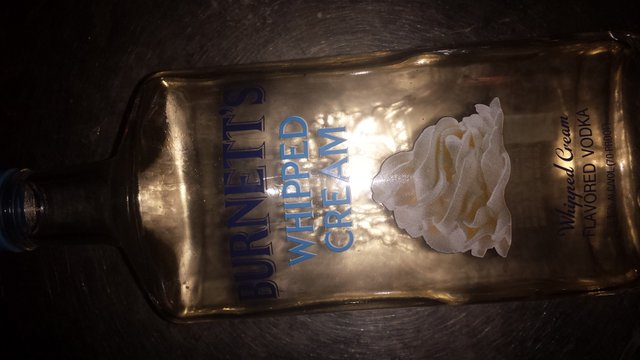 BURNETT'S
WHIPPED
CREAM
Whipped Cream
FLAVORED VODKA